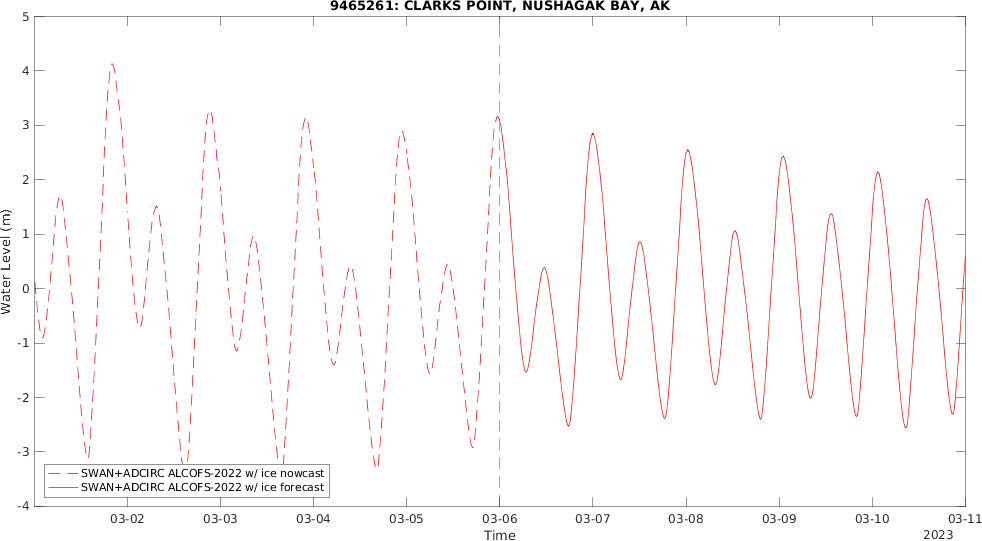 9465261: CLARKS POINT, NUSHAGAK BAY, AK
Water Level (m)
5
4
3
2
1
0
-1
-2
-3
-4
SWAN+ADCIRC ALCOFS-2022 w/ ice nowcast
SWAN+ADCIRC ALCOFS-2022 w/ ice forecast
03-02 03-03 03-04 03-05 03-06 03-07 03-08 03-09 03-10 03-11
Time
2023